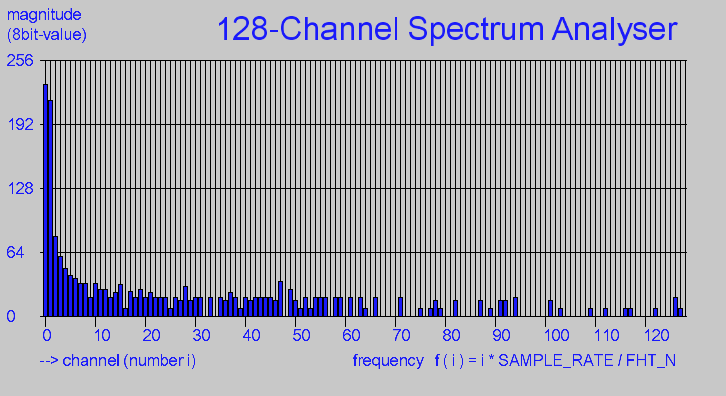 magnitude
(8bit-value)
128-Channel Spectrum Analyser
256
192
128
64
0
0 10 20 30 40 50 60 70 80 90 100 110 120
--> channel (number i)
frequency f ( i ) = i * SAMPLE_RATE / FHT_N